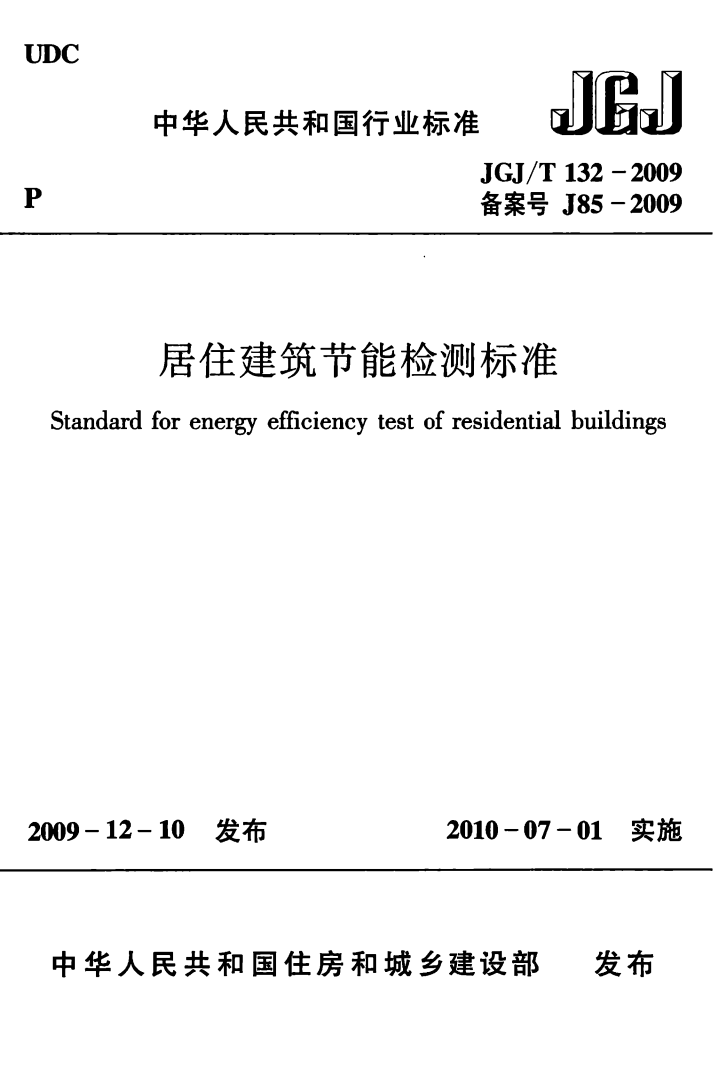 UDC
中华人民共和国行业标准
JGJ
JGJ/T 132－2009
P
备案号 J85－2009
居住建筑节能检测标准
Standard for energy efficiency test of residential buildings
2009－12－10 发布
2010－07－01 实施
中华人民共和国住房和城乡建设部 发布